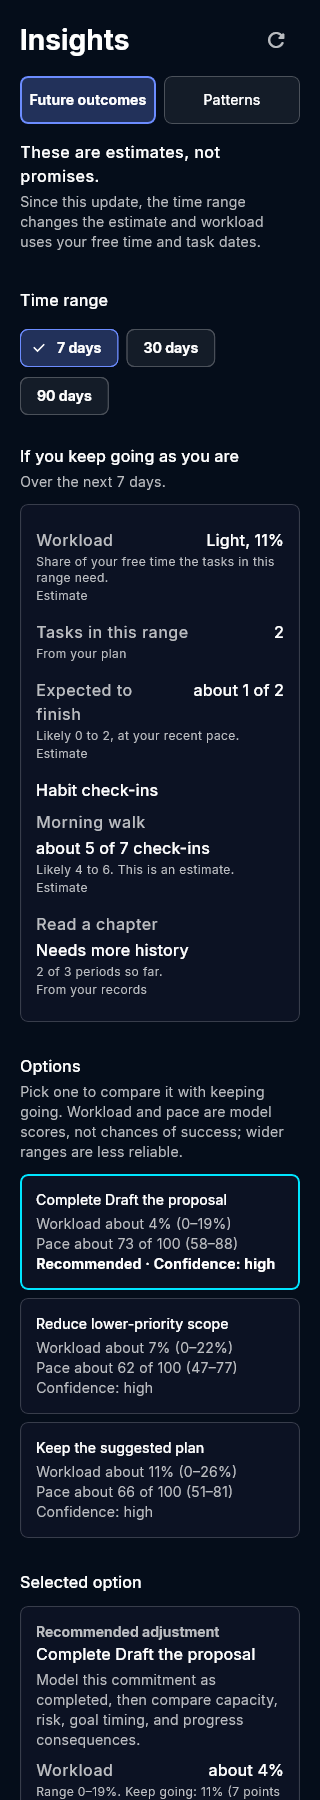 Insights
Future outcomes
Patterns
These are estimates, not
promises.
Since this update, the time range
changes the estimate and workload
uses your free time and task dates.
Time range
7 days
30 days
90 days
If you keep going as you are
Over the next 7 days.
Workload Light, 11%
Share of your free time the tasks in this
range need.
Estimate
Tasks in this range 2
From your plan
Expected to about 1 of 2
finish
Likely 0 to 2, at your recent pace.
Estimate
Habit check-ins
Morning walk
about 5 of 7 check-ins
Likely 4 to 6. This is an estimate.
Estimate
Read a chapter
Needs more history
2 of 3 periods so far.
From your records
Options
Pick one to compare it with keeping
going. Workload and pace are model
scores, not chances of success; wider
ranges are less reliable.
Complete Draft the proposal
Workload about 4% (0–19%)
Pace about 73 of 100 (58–88)
Recommended · Confidence: high
Reduce lower-priority scope
Workload about 7% (0–22%)
Pace about 62 of 100 (47–77)
Confidence: high
Keep the suggested plan
Workload about 11% (0–26%)
Pace about 66 of 100 (51–81)
Confidence: high
Selected option
Recommended adjustment
Complete Draft the proposal
Model this commitment as
completed, then compare capacity,
risk, goal timing, and progress
consequences.
Workload about 4%
Range 0–19%. Keep going: 11% (7 points